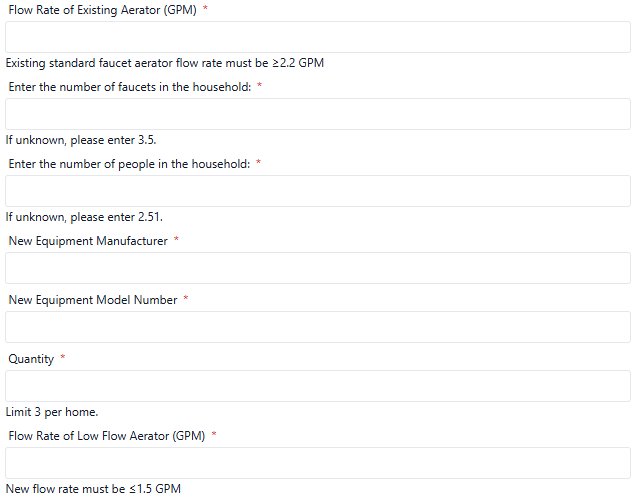 Flow Rate of Existing Aerator (GPM) *
Existing standard faucet aerator flow rate must be ≥2.2 GPM
Enter the number of faucets in the household: *
If unknown, please enter 3.5.
Enter the number of people in the household: *
If unknown, please enter 2.51.
New Equipment Manufacturer *
New Equipment Model Number *
Quantity *
Limit 3 per home.
Flow Rate of Low Flow Aerator (GPM) *
New flow rate must be ≤1.5 GPM